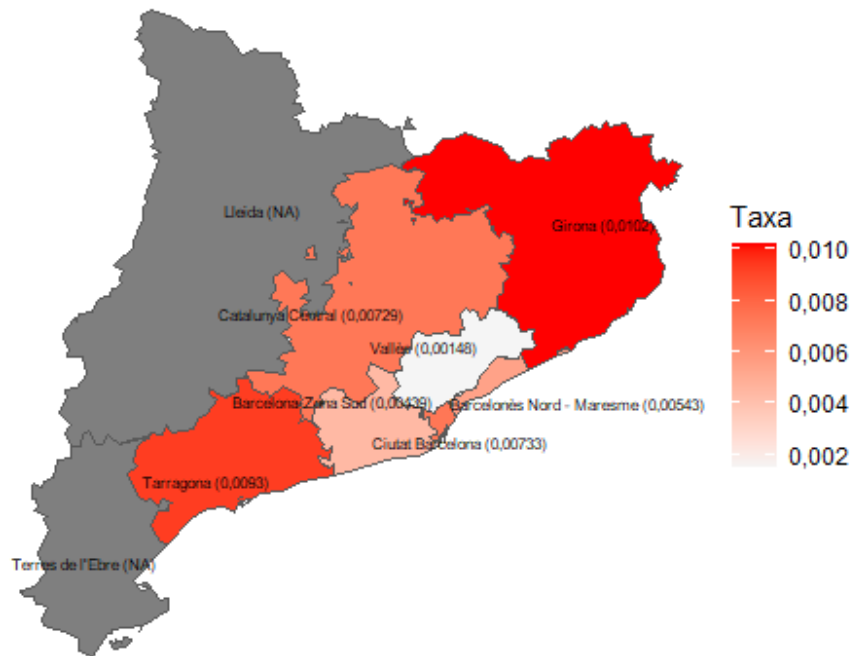 Lleida (NA)
Girona (0,0102)
Catalunya Central (0,00729)
Vallès (0,00148)
Barcelona Zona Sud (0,00439)
Barcelonès Nord - Maresme (0,00543)
Ciutat Barcelona (0,00733)
Tarragona (0,0093)
Terres de l'Ebre (NA)
Taxa
0,010
0,008
0,006
0,004
0,002